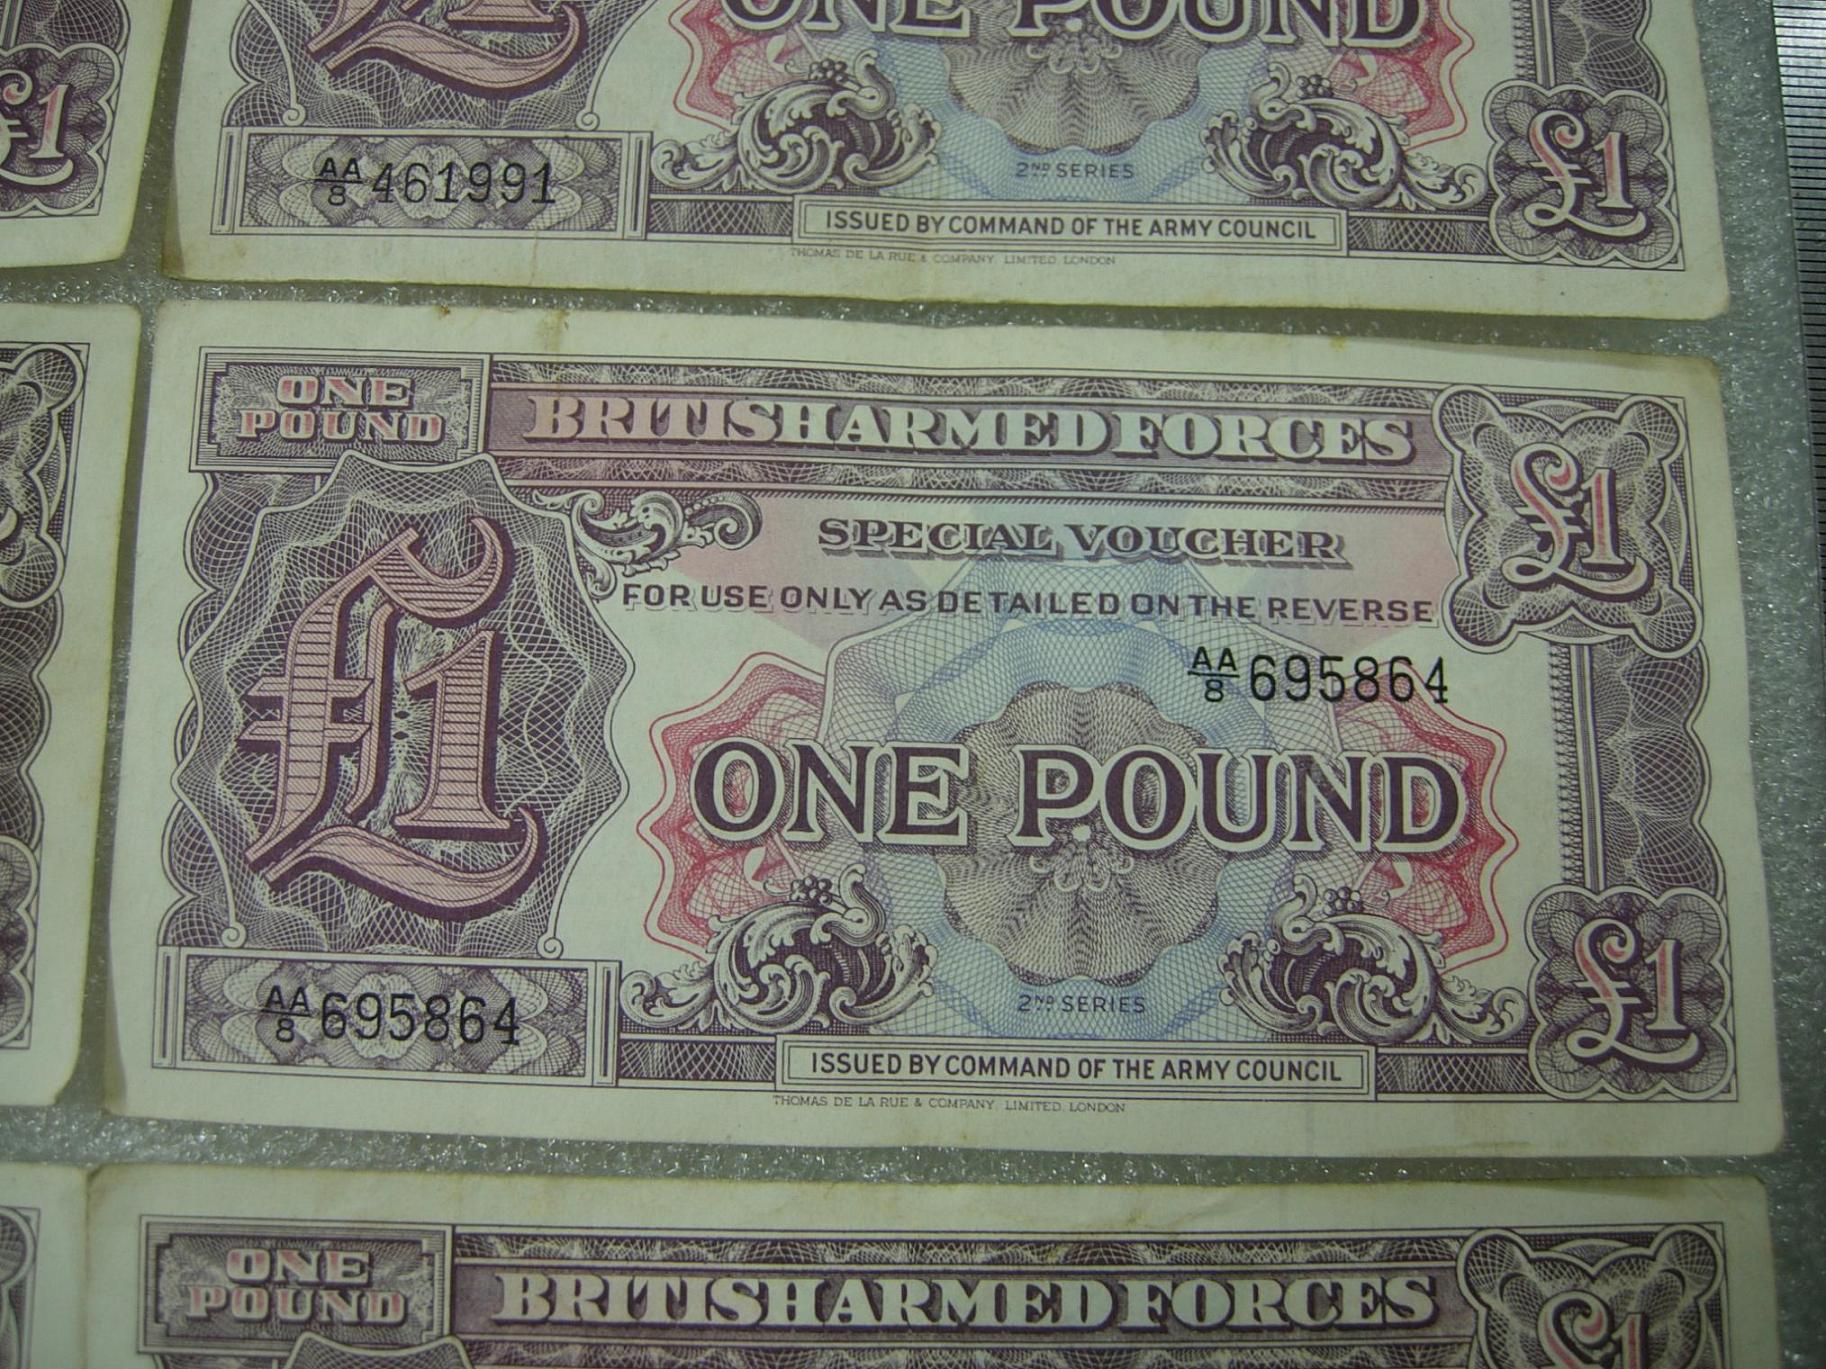 ONE POUND
£1
AA/8 461991
2ND SERIES
£1
ISSUED BY COMMAND OF THE ARMY COUNCIL
THOMAS DE LA RUE & COMPANY, LIMITED, LONDON
ONE
POUND
BRITISH ARMED FORCES
£1
SPECIAL VOUCHER
FOR USE ONLY AS DETAILED ON THE REVERSE
AA/8 695864
£1
ONE POUND
2ND SERIES
£1
AA/8 695864
ISSUED BY COMMAND OF THE ARMY COUNCIL
THOMAS DE LA RUE & COMPANY, LIMITED, LONDON
ONE
POUND
BRITISH ARMED FORCES
£1